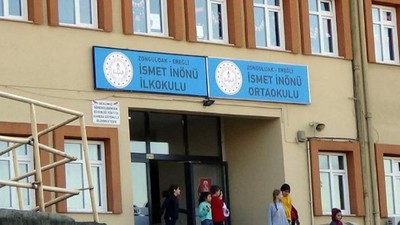 ZONGULDAK - EREĞLİ
İSMET İNÖNÜ
İLKOKULU
ZONGULDAK - EREĞLİ
İSMET İNÖNÜ
ORTAOKULU